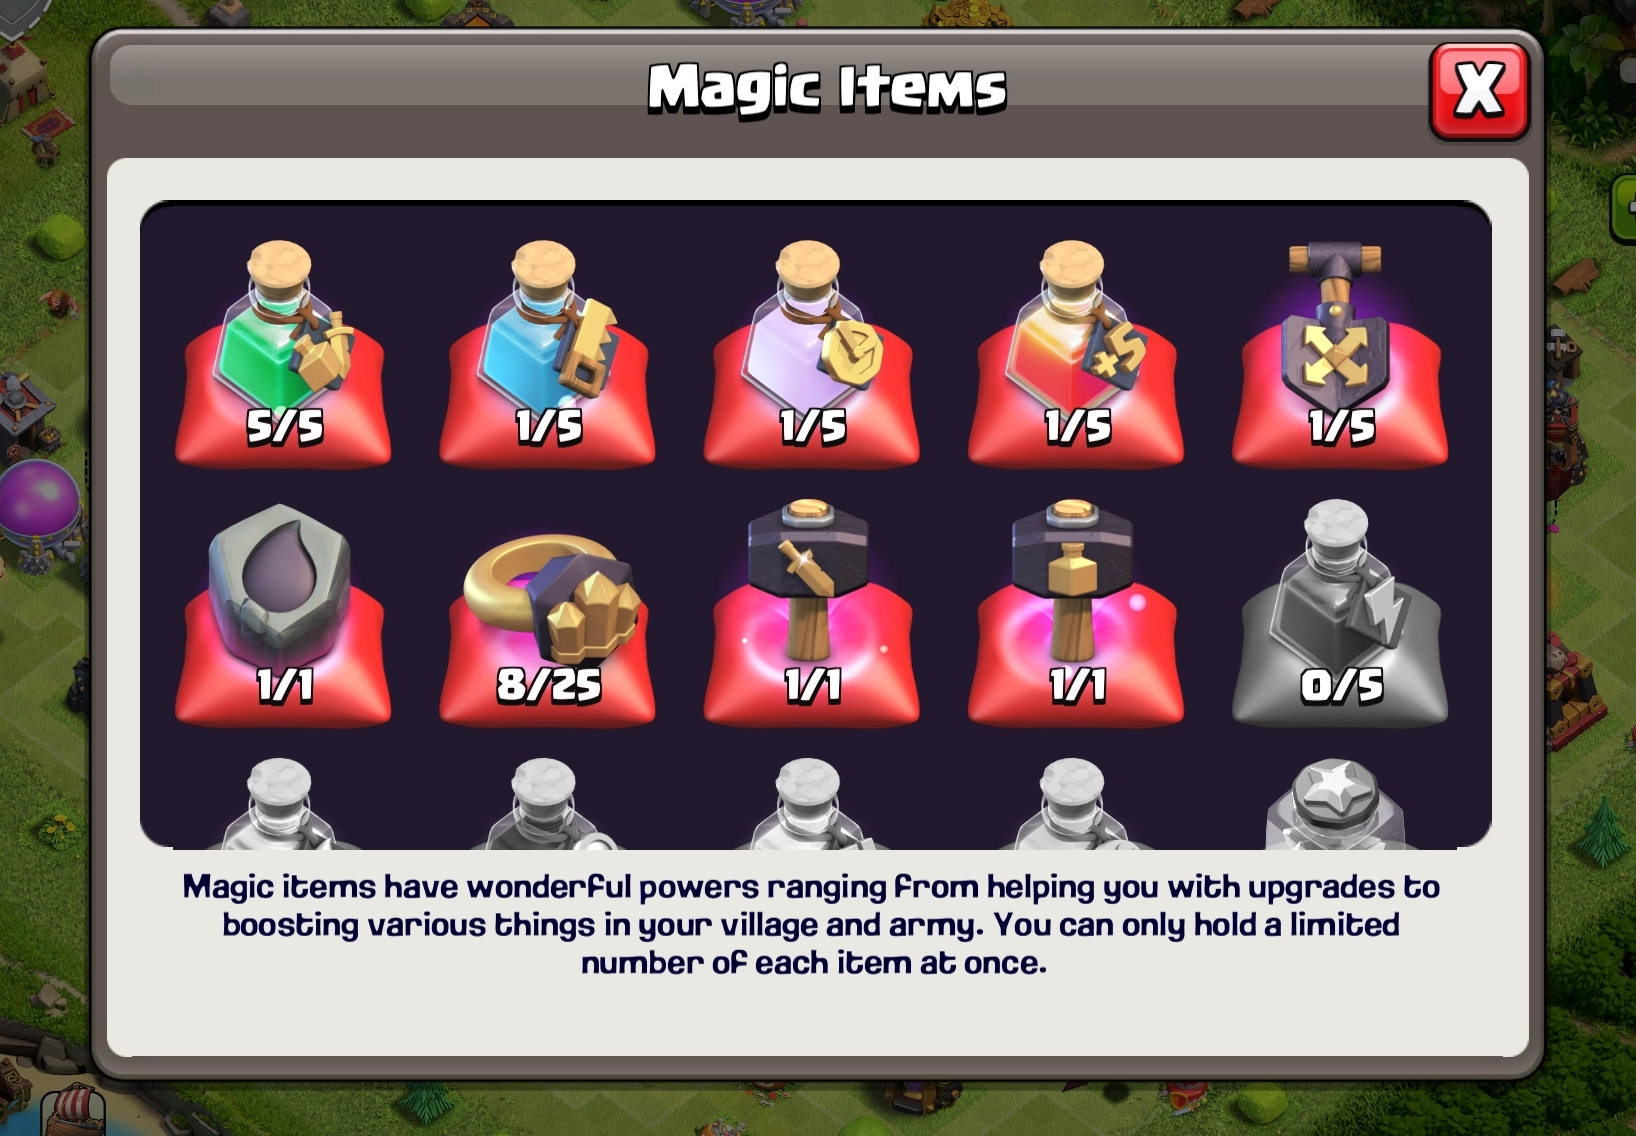 Magic Items
X
+5
5/5
1/5
1/5
1/5
1/5
1/1
8/25
1/1
1/1
0/5
Magic items have wonderful powers ranging from helping you with upgrades to
boosting various things in your village and army. You can only hold a limited
number of each item at once.